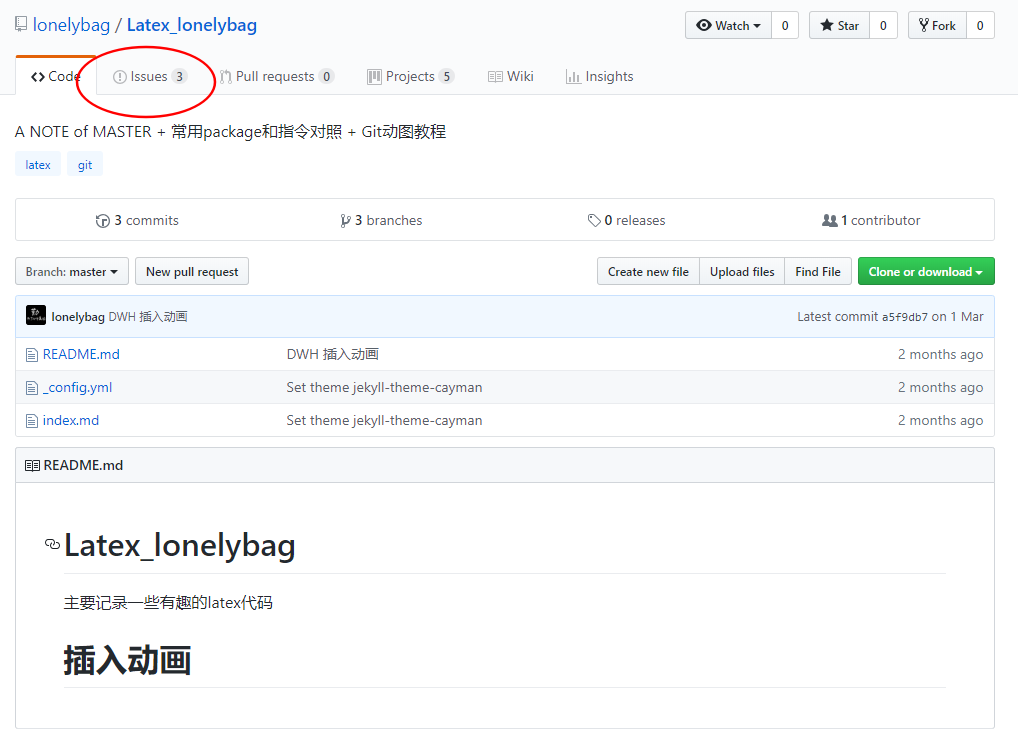 lonelybag / Latex_lonelybag Watch 0 Star 0 Fork 0
Code Issues 3 Pull requests 0 Projects 5 Wiki Insights
A NOTE of MASTER + 常用package和指令对照 + Git动图教程
latex git
3 commits 3 branches 0 releases 1 contributor
Branch: master New pull request Create new file Upload files Find File Clone or download
lonelybag DWH 插入动画 Latest commit a5f9db7 on 1 Mar
README.md DWH 插入动画 2 months ago
_config.yml Set theme jekyll-theme-cayman 2 months ago
index.md Set theme jekyll-theme-cayman 2 months ago
README.md
Latex_lonelybag
主要记录一些有趣的latex代码
插入动画